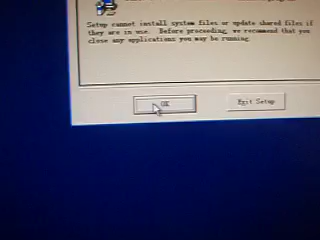 Setup cannot install system files or update shared files if
they are in use. Before proceeding, we recommend that you
close any applications you may be running.
OK
Exit Setup